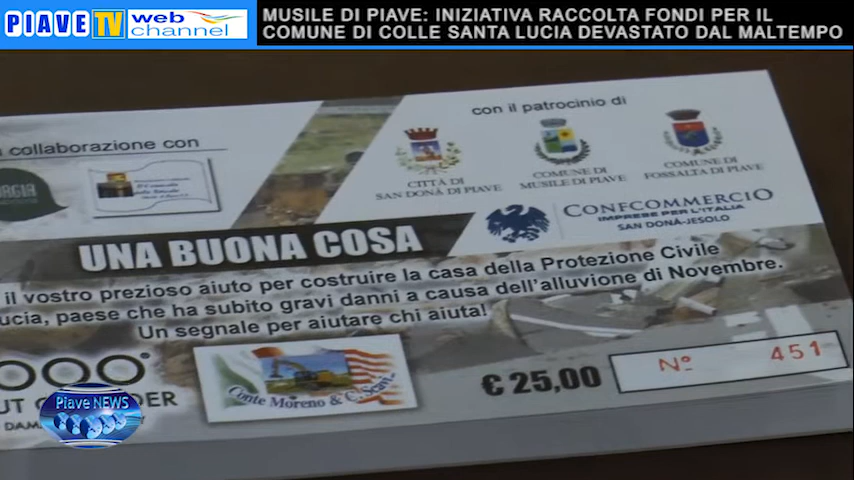 PIAVE TV web channel
MUSILE DI PIAVE: INIZIATIVA RACCOLTA FONDI PER IL
COMUNE DI COLLE SANTA LUCIA DEVASTATO DAL MALTEMPO
collaborazione con
con il patrocinio di
CITTÀ DI
SAN DONÀ DI PIAVE
COMUNE DI
MUSILE DI PIAVE
COMUNE DI
FOSSALTA DI PIAVE
CONFCOMMERCIO
IMPRESE PER L'ITALIA
SAN DONÀ-JESOLO
UNA BUONA COSA
il vostro prezioso aiuto per costruire la casa della Protezione Civile
ucia, paese che ha subito gravi danni a causa dell'alluvione di Novembre.
Un segnale per aiutare chi aiuta!
Conte Moreno & C. Scavi
€ 25,00
N° 451
Piave NEWS